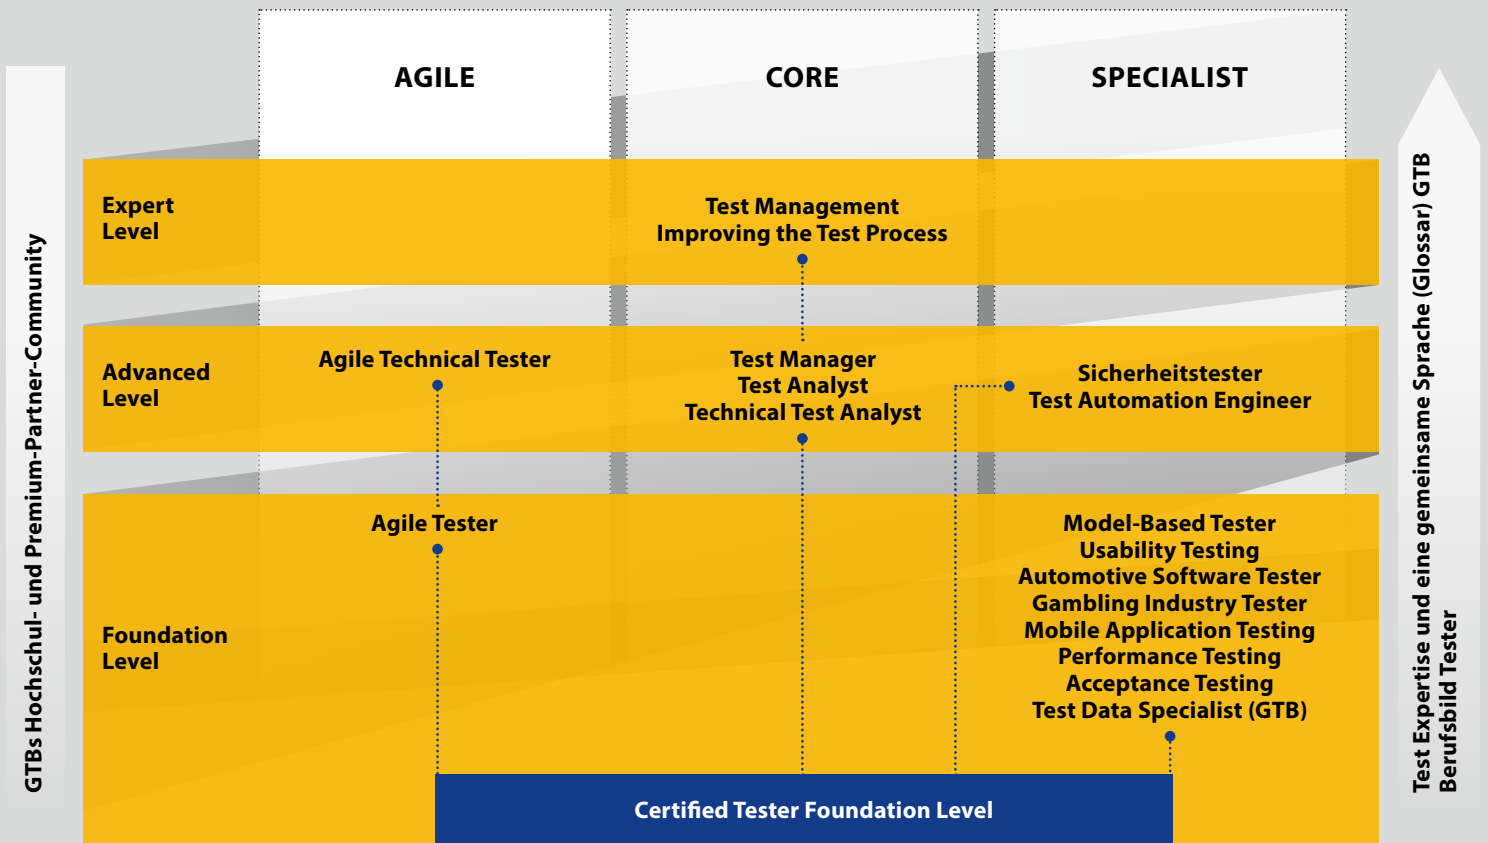 AGILE
CORE
SPECIALIST
Expert
Level
Test Management
Improving the Test Process
Advanced
Level
Agile Technical Tester
Test Manager
Test Analyst
Technical Test Analyst
Sicherheitstester
Test Automation Engineer
Foundation
Level
Agile Tester
Model-Based Tester
Usability Testing
Automotive Software Tester
Gambling Industry Tester
Mobile Application Testing
Performance Testing
Acceptance Testing
Test Data Specialist (GTB)
Certified Tester Foundation Level
GTBs Hochschul- und Premium-Partner-Community
Test Expertise und eine gemeinsame Sprache (Glossar) GTB
Berufsbild Tester